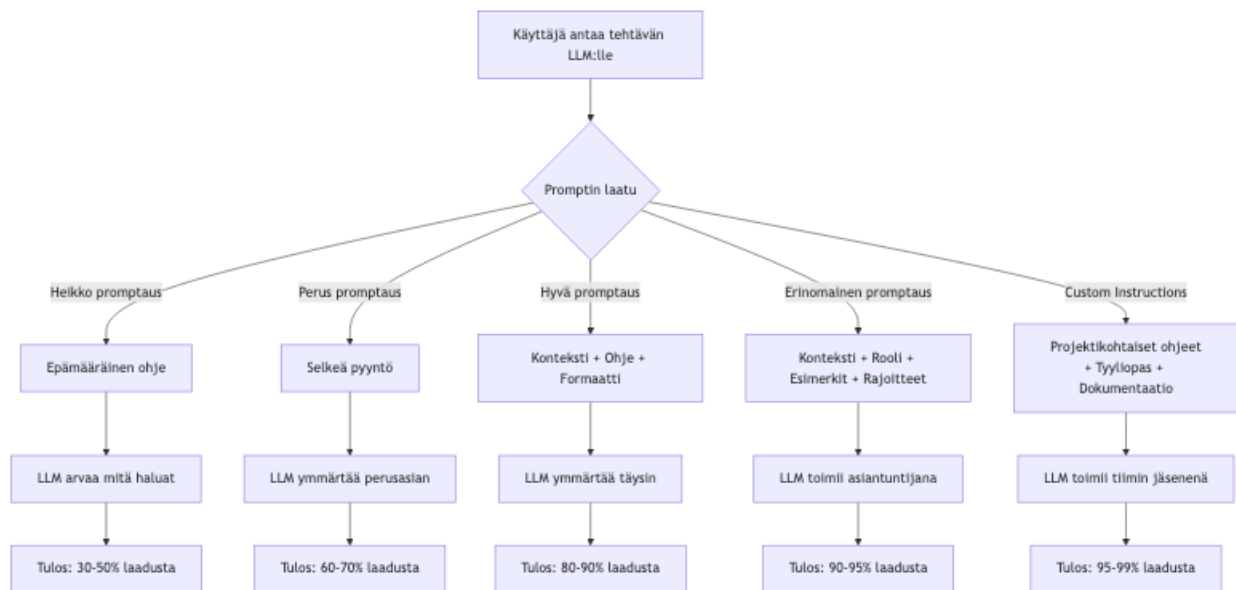 Käyttäjä antaa tehtävän
LLM:lle
Promptin laatu
Heikko promptaus
Perus promptaus
Hyvä promptaus
Erinomainen promptaus
Custom Instructions
Epämääräinen ohje
Selkeä pyyntö
Konteksti + Ohje +
Formaatti
Konteksti + Rooli +
Esimerkit + Rajoitteet
Projektikohtaiset ohjeet
+ Tyyliopas +
Dokumentaatio
LLM arvaa mitä haluat
LLM ymmärtää perusasian
LLM ymmärtää täysin
LLM toimii asiantuntijana
LLM toimii tiimin jäsenenä
Tulos: 30-50% laadusta
Tulos: 60-70% laadusta
Tulos: 80-90% laadusta
Tulos: 90-95% laadusta
Tulos: 95-99% laadusta